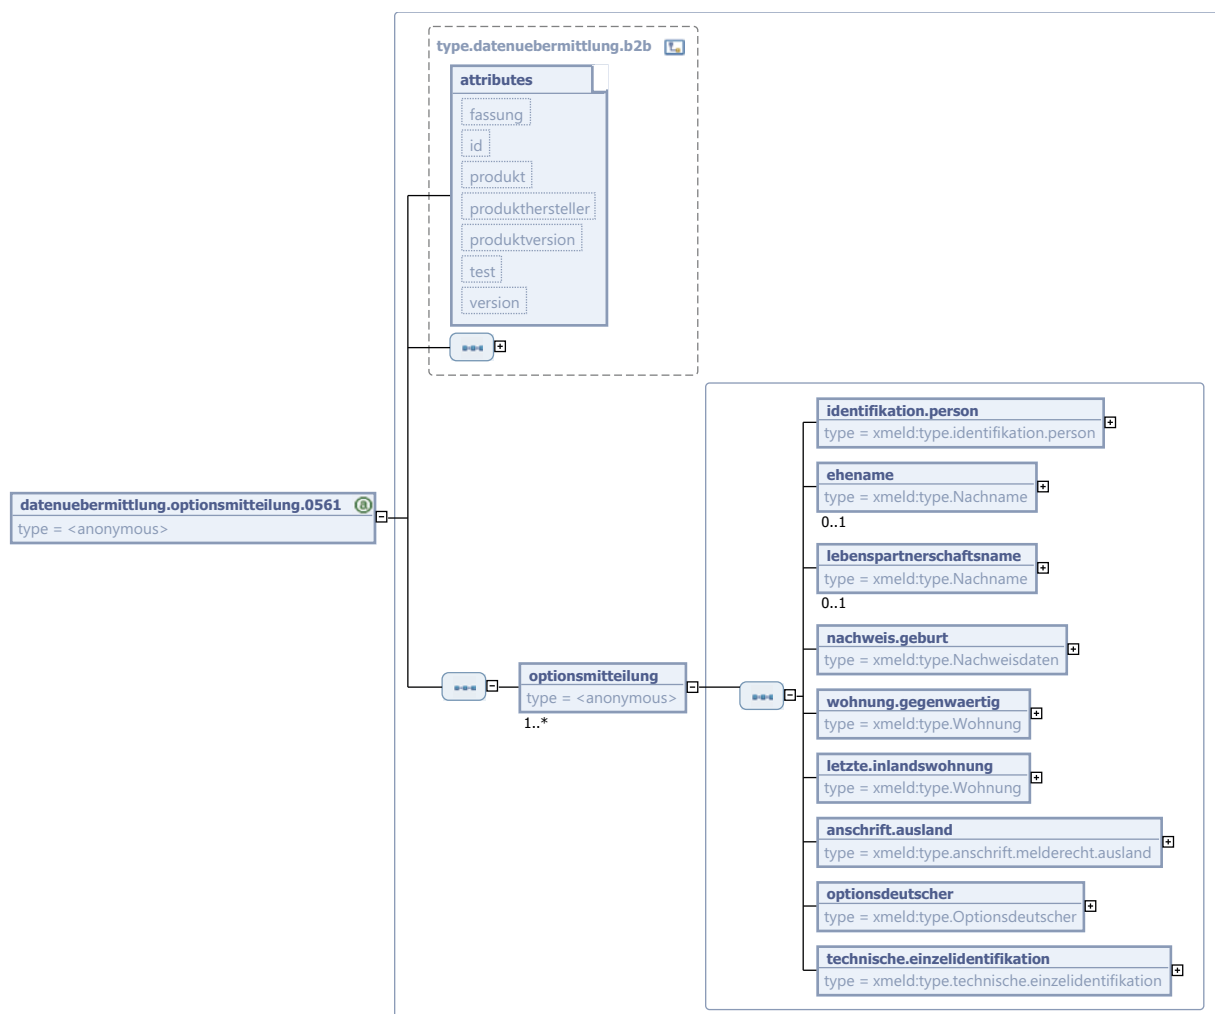 type.datenuebermittlung.b2b
attributes
fassung
id
produkt
produkthersteller
produktversion
test
version
datenuebermittlung.optionsmitteilung.0561
type = <anonymous>
optionsmitteilung
type = <anonymous>
1..*
identifikation.person
type = xmeld:type.identifikation.person
ehename
type = xmeld:type.Nachname
0..1
lebenspartnerschaftsname
type = xmeld:type.Nachname
0..1
nachweis.geburt
type = xmeld:type.Nachweisdaten
wohnung.gegenwaertig
type = xmeld:type.Wohnung
letzte.inlandswohnung
type = xmeld:type.Wohnung
anschrift.ausland
type = xmeld:type.anschrift.melderecht.ausland
optionsdeutscher
type = xmeld:type.Optionsdeutscher
technische.einzelidentifikation
type = xmeld:type.technische.einzelidentifikation